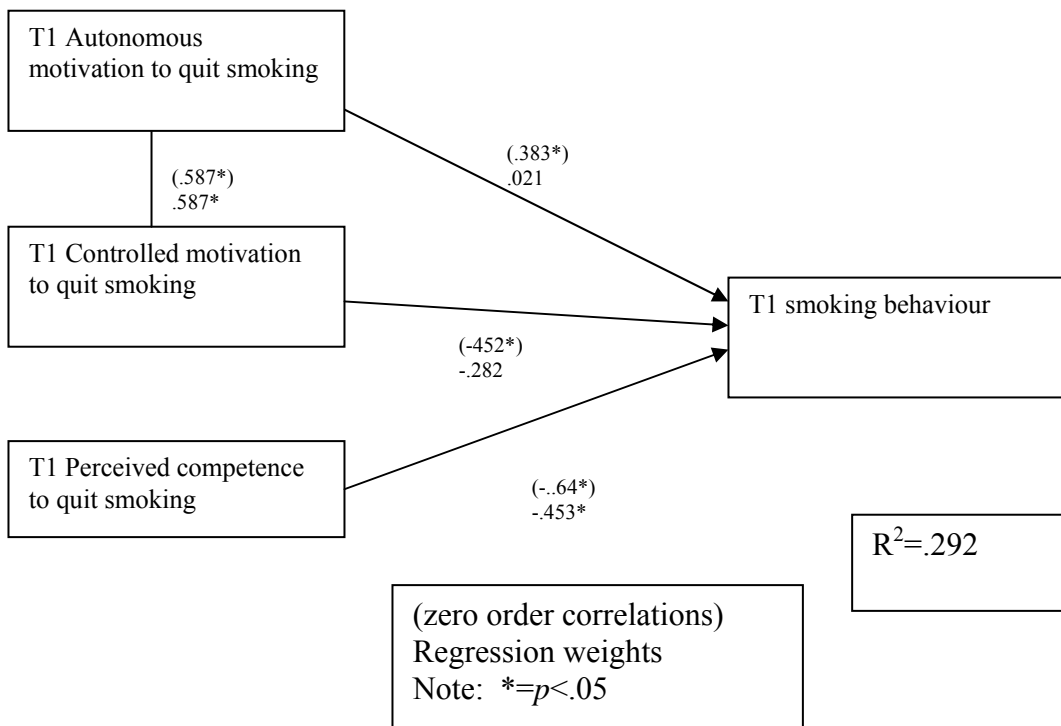 T1 Autonomous
motivation to quit smoking
(.383*)
.021
(.587*)
.587*
T1 Controlled motivation
to quit smoking
T1 smoking behaviour
(-452*)
-.282
T1 Perceived competence
to quit smoking
(-..64*)
-.453*
R²=.292
(zero order correlations)
Regression weights
Note: *=p<.05